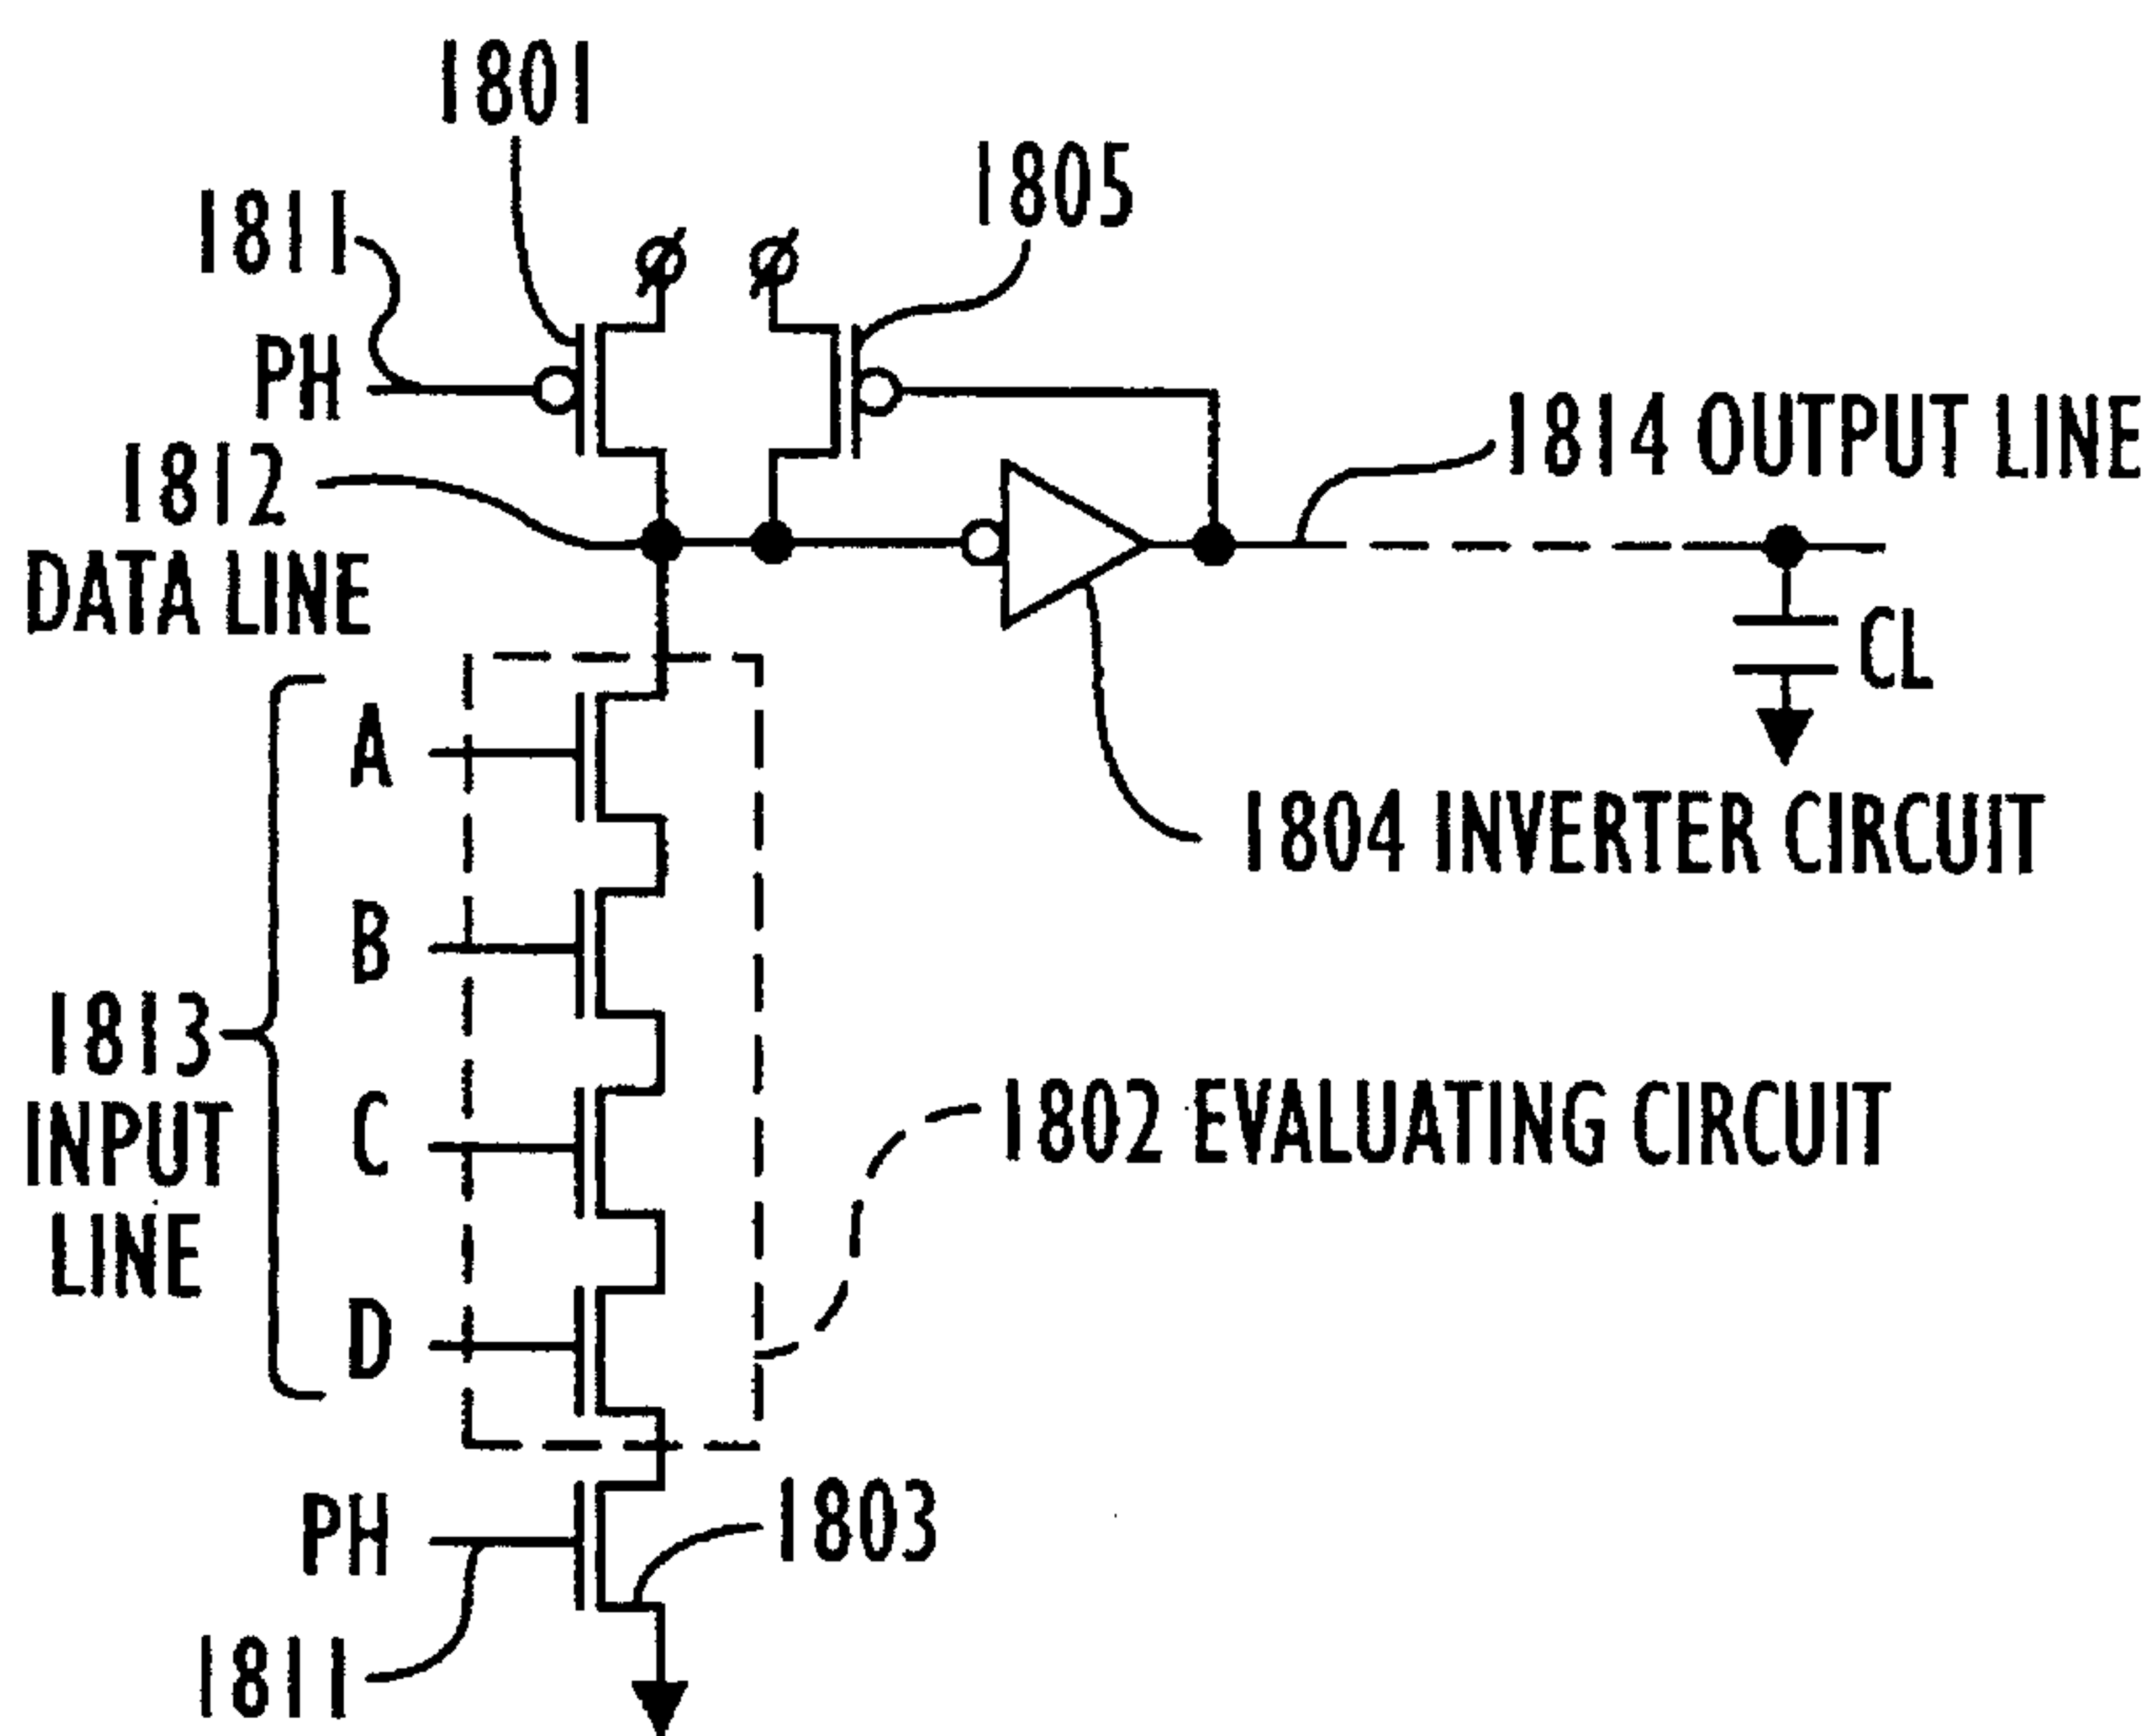 1801
1805
1811
PH
1812
DATA LINE
1814 OUTPUT LINE
CL
A
1804 INVERTER CIRCUIT
B
1813
INPUT
LINE
C
1802 EVALUATING CIRCUIT
D
PH
1803
1811